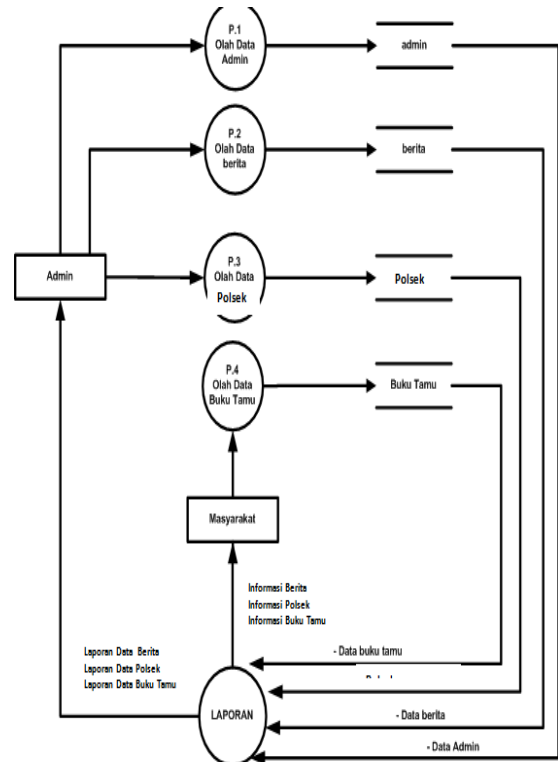 P.1
Olah Data
Admin
admin
P.2
Olah Data
berita
berita
Admin
P.3
Olah Data
Polsek
Polsek
P.4
Olah Data
Buku Tamu
Buku Tamu
Masyarakat
Informasi Berita
Informasi Polsek
Informasi Buku Tamu
Laporan Data Berita
Laporan Data Polsek
Laporan Data Buku Tamu
- Data buku tamu
LAPORAN
- Data berita
- Data Admin